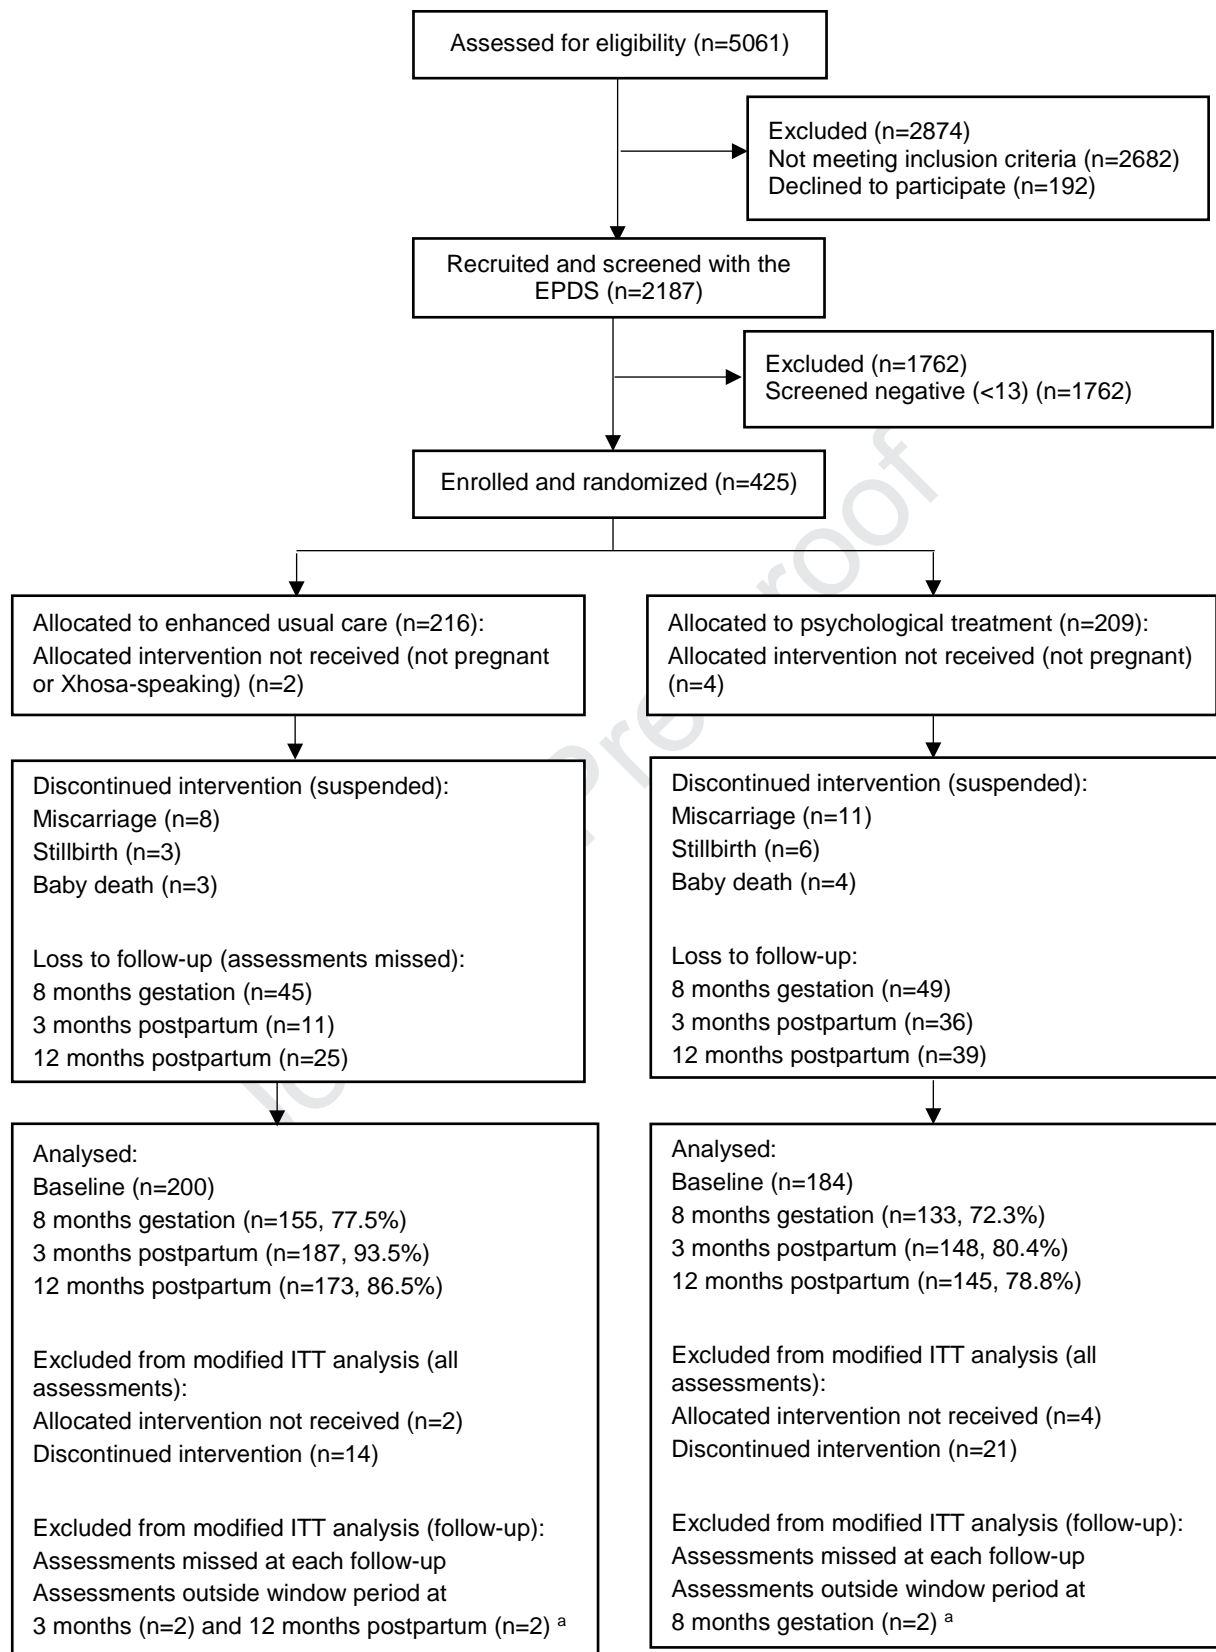 Assessed for eligibility (n=5061)
Excluded (n=2874)
Not meeting inclusion criteria (n=2682)
Declined to participate (n=192)
Recruited and screened with the
EPDS (n=2187)
Excluded (n=1762)
Screened negative (<13) (n=1762)
Enrolled and randomized (n=425)
Allocated to enhanced usual care (n=216):
Allocated intervention not received (not pregnant
or Xhosa-speaking) (n=2)
Allocated to psychological treatment (n=209):
Allocated intervention not received (not pregnant)
(n=4)
Discontinued intervention (suspended):
Miscarriage (n=8)
Stillbirth (n=3)
Baby death (n=3)
Loss to follow-up (assessments missed):
8 months gestation (n=45)
3 months postpartum (n=11)
12 months postpartum (n=25)
Discontinued intervention (suspended):
Miscarriage (n=11)
Stillbirth (n=6)
Baby death (n=4)
Loss to follow-up:
8 months gestation (n=49)
3 months postpartum (n=36)
12 months postpartum (n=39)
Analysed:
Baseline (n=200)
8 months gestation (n=155, 77.5%)
3 months postpartum (n=187, 93.5%)
12 months postpartum (n=173, 86.5%)
Excluded from modified ITT analysis (all
assessments):
Allocated intervention not received (n=2)
Discontinued intervention (n=14)
Excluded from modified ITT analysis (follow-up):
Assessments missed at each follow-up
Assessments outside window period at
3 months (n=2) and 12 months postpartum (n=2) ᵃ
Analysed:
Baseline (n=184)
8 months gestation (n=133, 72.3%)
3 months postpartum (n=148, 80.4%)
12 months postpartum (n=145, 78.8%)
Excluded from modified ITT analysis (all
assessments):
Allocated intervention not received (n=4)
Discontinued intervention (n=21)
Excluded from modified ITT analysis (follow-up):
Assessments missed at each follow-up
Assessments outside window period at
8 months gestation (n=2) ᵃ